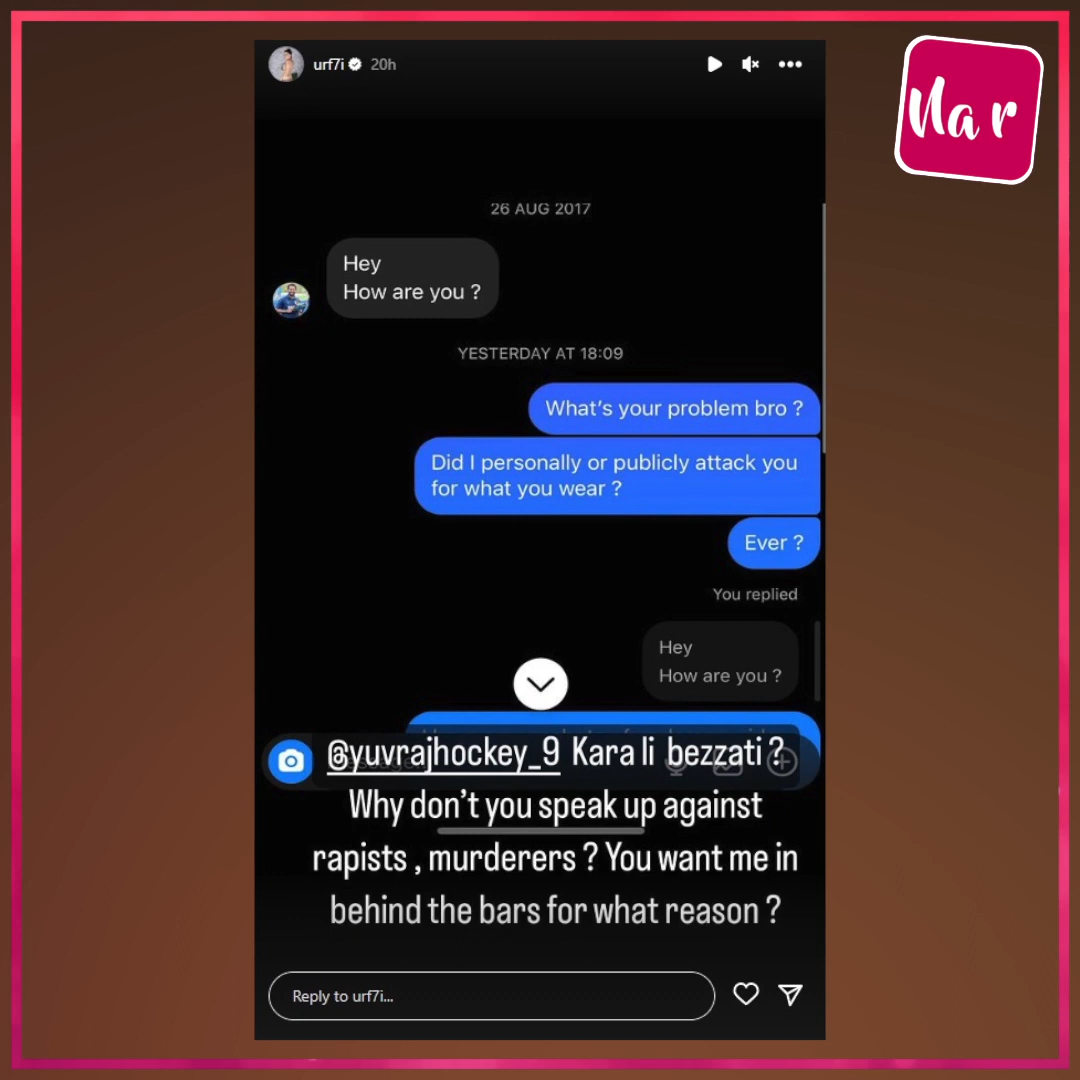 urf7i 20h
Nar
26 AUG 2017
Hey
How are you ?
YESTERDAY AT 18:09
What's your problem bro ?
Did I personally or publicly attack you
for what you wear ?
Ever ?
You replied
Hey
How are you ?
@yuvrajhockey_9 Kara li bezzati ?
Why don't you speak up against
rapists , murderers ? You want me in
behind the bars for what reason ?
Reply to urf7i...